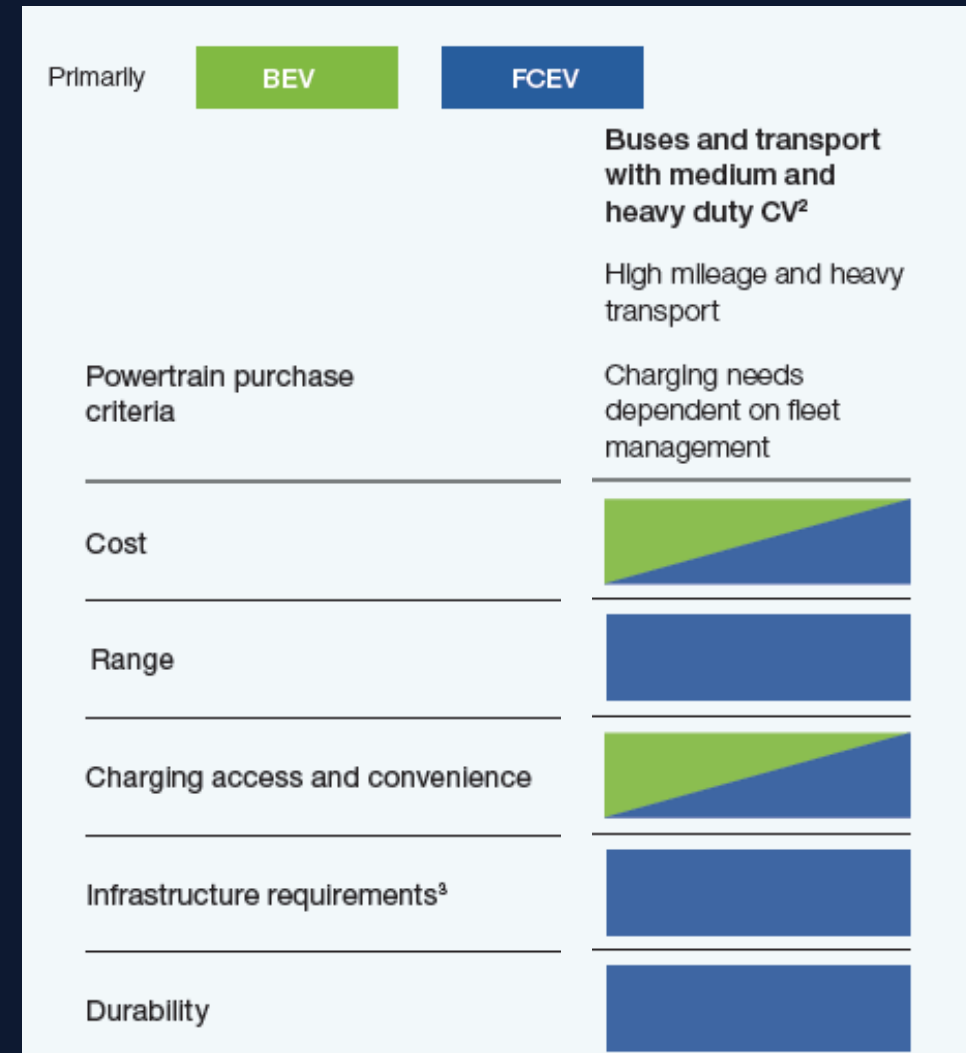 Primarily
BEV
FCEV
Buses and transport
with medium and
heavy duty CV²
High mileage and heavy
transport
Powertrain purchase
criteria
Charging needs
dependent on fleet
management
Cost
Range
Charging access and convenience
Infrastructure requirements³
Durability